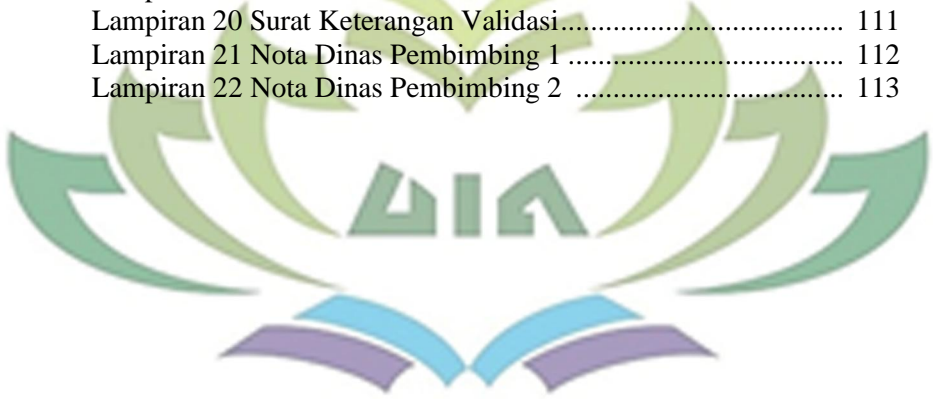 Lampiran 20 Surat Keterangan Validasi.................................... 111
Lampiran 21 Nota Dinas Pembimbing 1 ................................... 112
Lampiran 22 Nota Dinas Pembimbing 2 .................................. 113
UIN